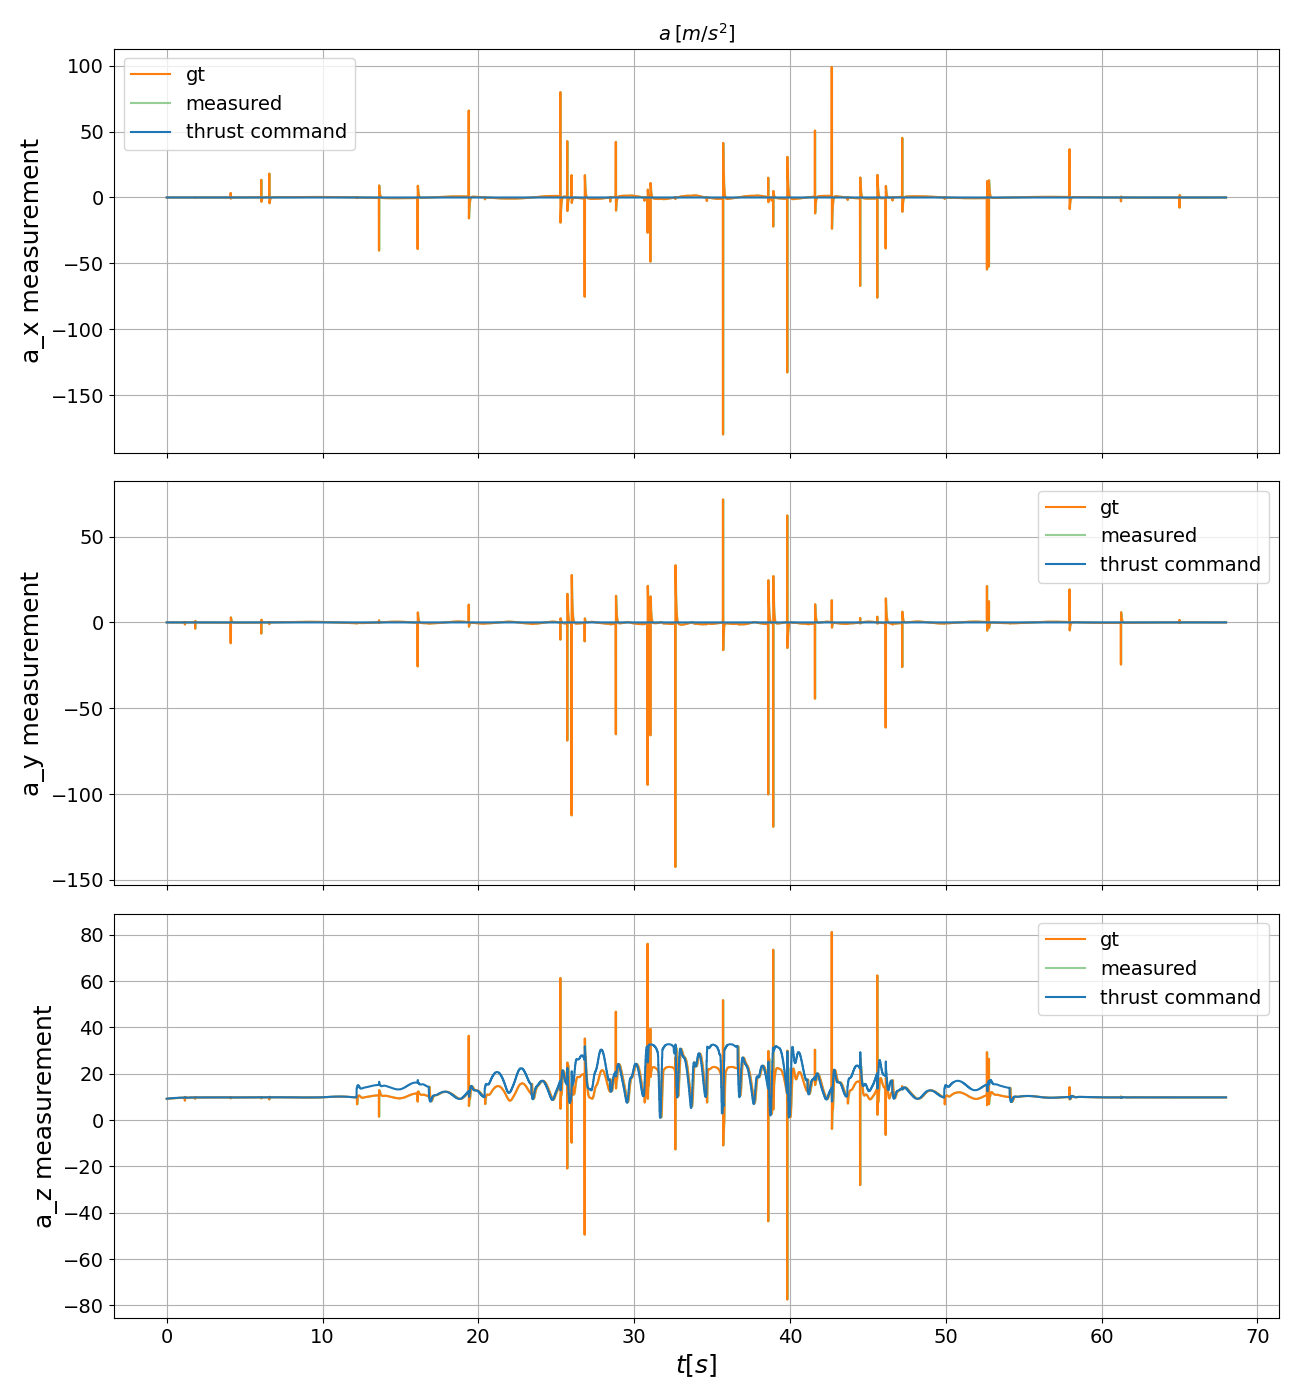 a [m/s²]
100
50
0
−50
−100
−150
a_x measurement
gt
measured
thrust command
50
0
−50
−100
−150
a_y measurement
gt
measured
thrust command
80
60
40
20
0
−20
−40
−60
−80
a_z measurement
gt
measured
thrust command
0 10 20 30 40 50 60 70
t[s]